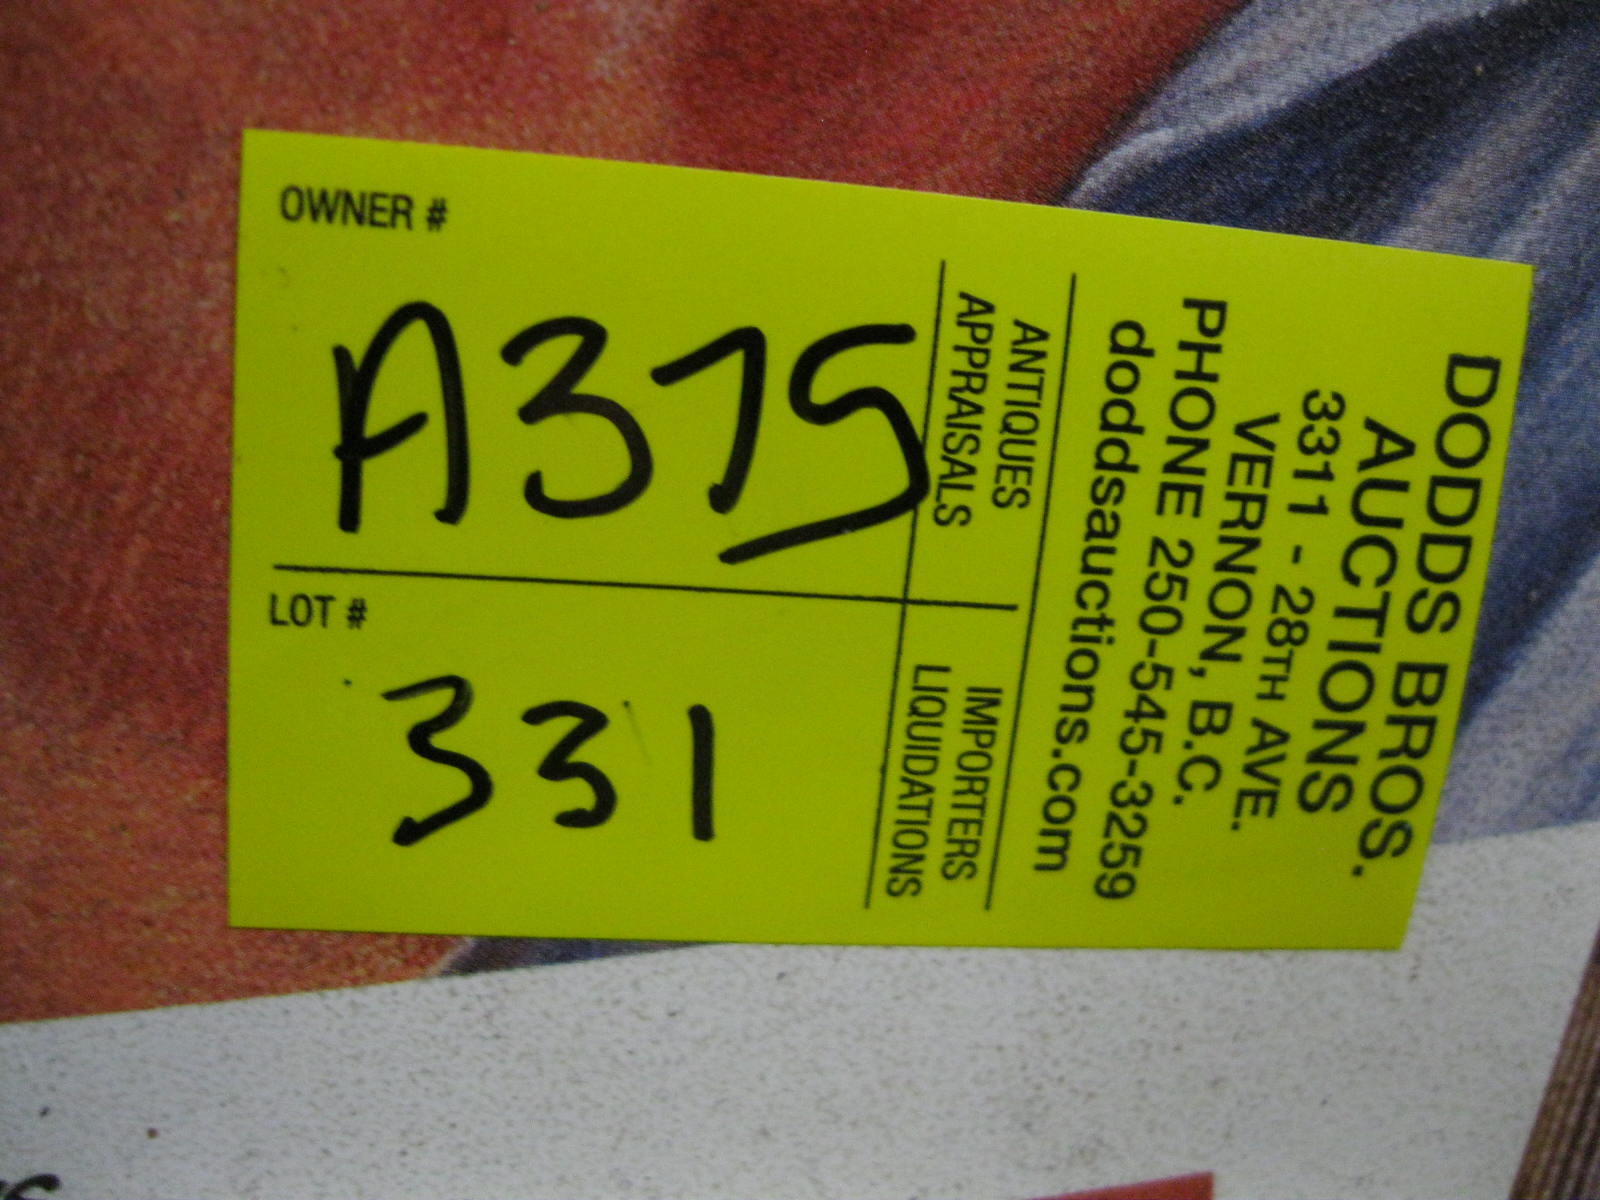 DODDS BROS.
AUCTIONS
3311 - 28TH AVE.
VERNON, B.C.
PHONE 250-545-3259
doddsauctions.com
ANTIQUES
APPRAISALS
IMPORTERS
LIQUIDATIONS
OWNER #
A375
LOT #
331